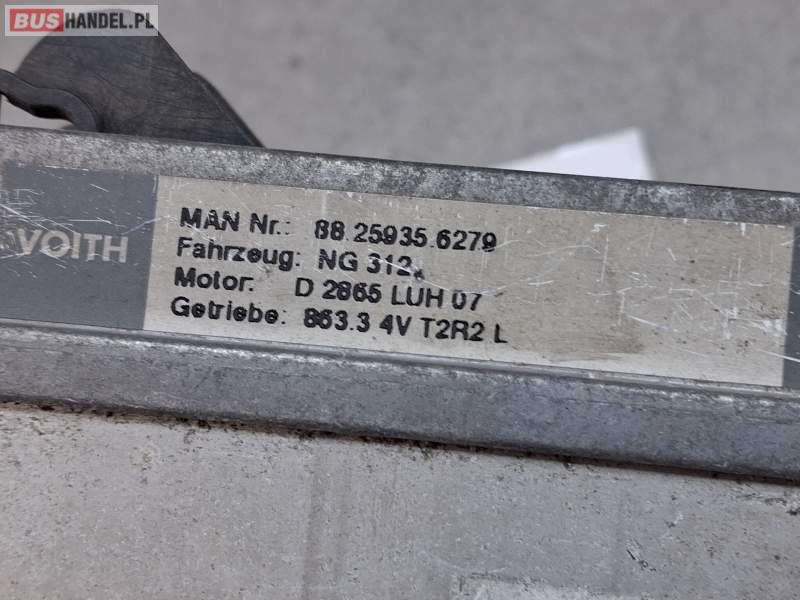 BUSHANDEL.PL
VOITH
MAN Nr.: 88.25935.6279
Fahrzeug: NG 312
Motor: D 2865 LUH 07
Getriebe: 863.3 4V T2R2 L